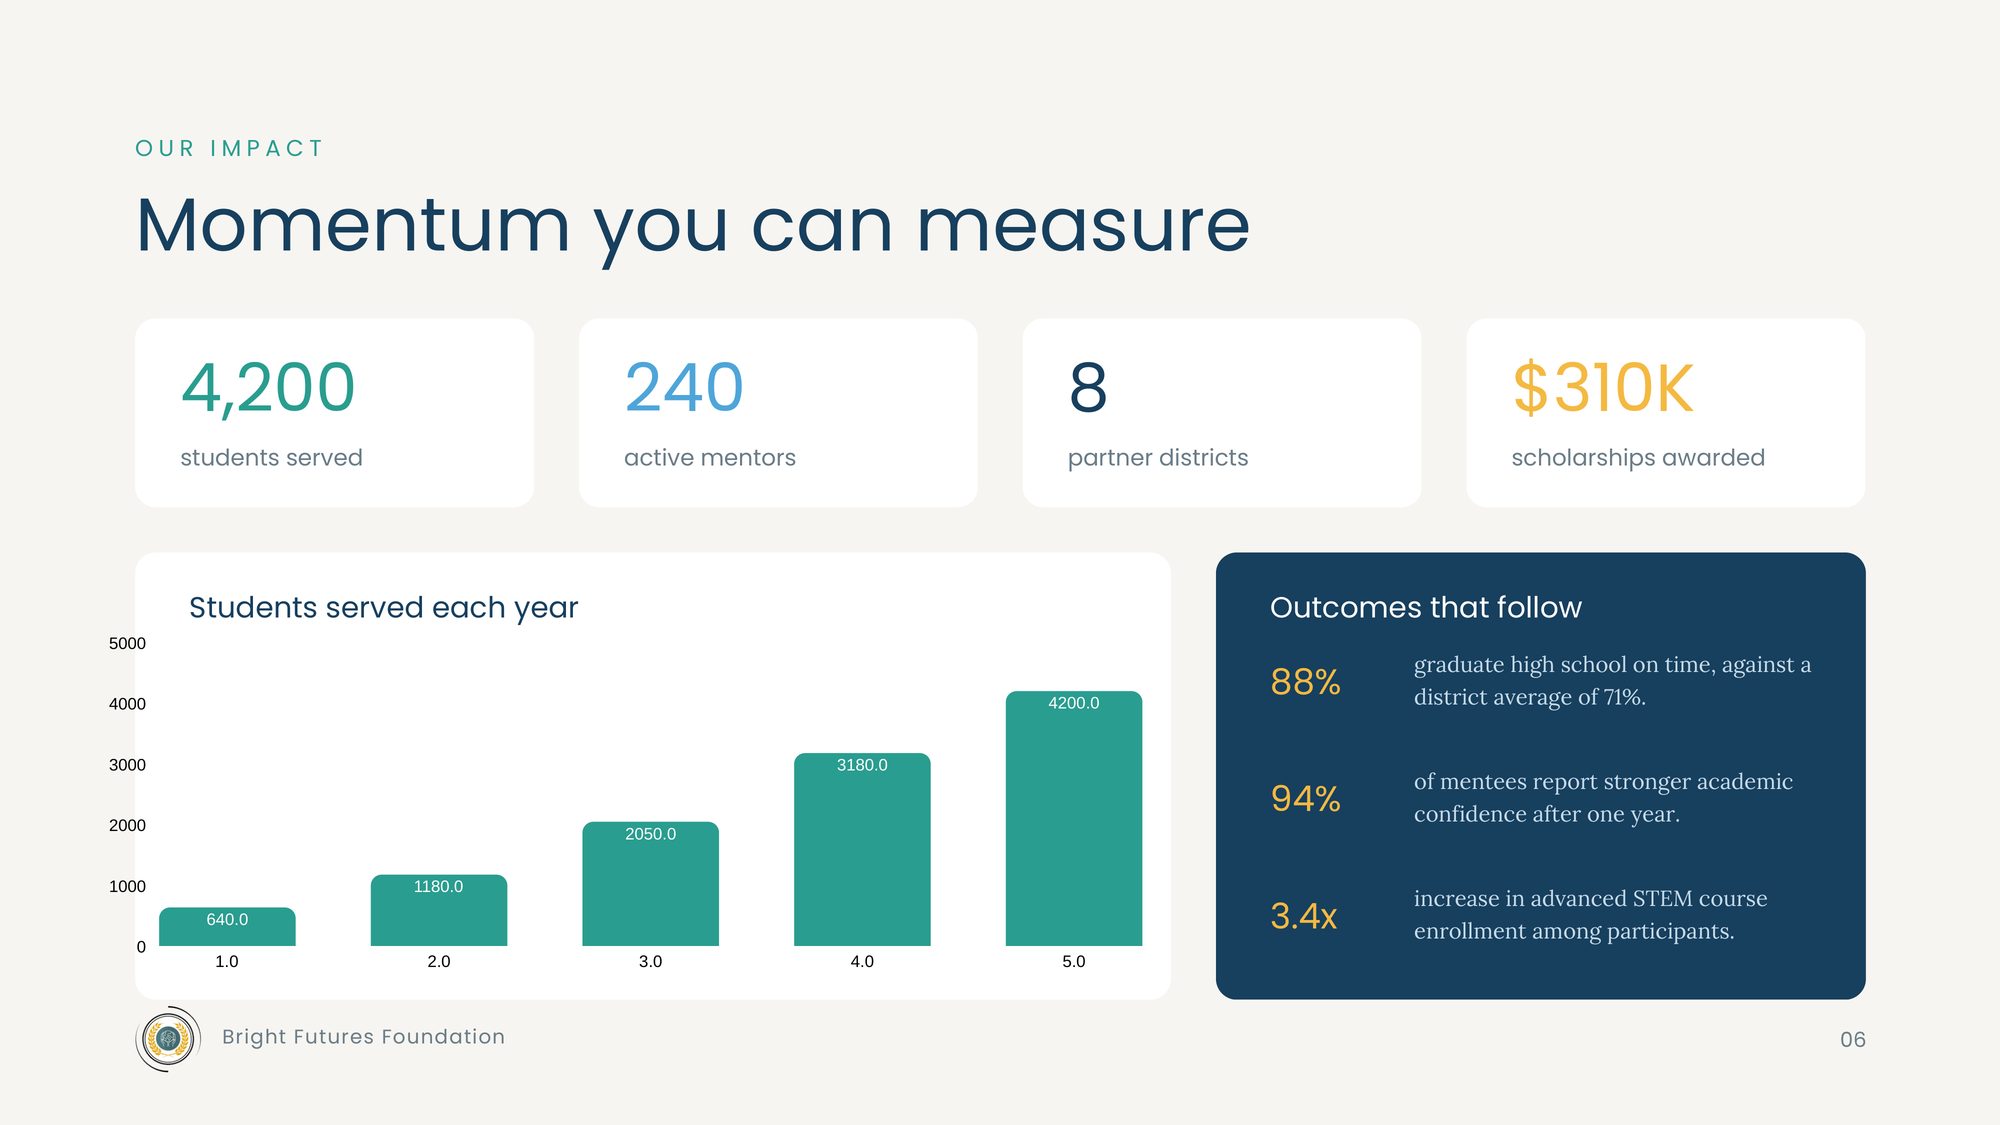 OUR IMPACT
Momentum you can measure
4,200
students served
240
active mentors
8
partner districts
$310K
scholarships awarded
Students served each year
5000
4000
3000
2000
1000
0
640.0
1180.0
2050.0
3180.0
4200.0
1.0
2.0
3.0
4.0
5.0
Outcomes that follow
88%
graduate high school on time, against a
district average of 71%.
94%
of mentees report stronger academic
confidence after one year.
3.4x
increase in advanced STEM course
enrollment among participants.
Bright Futures Foundation
06